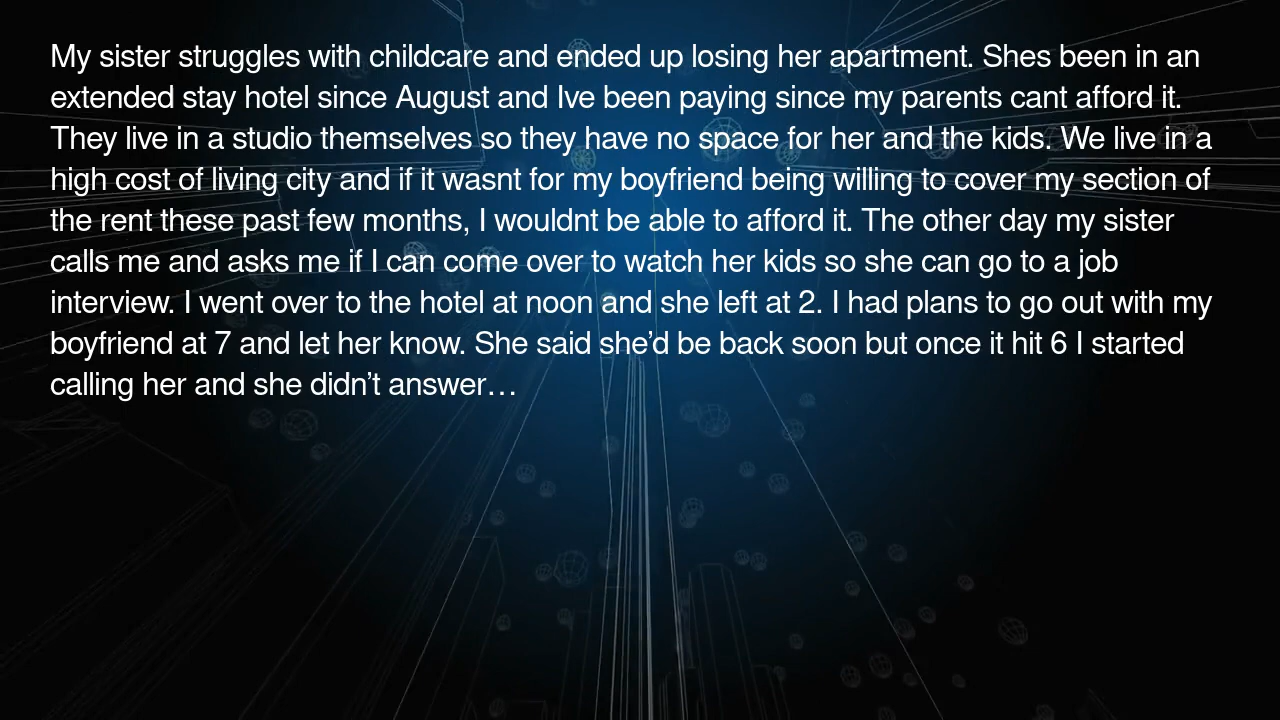 My sister struggles with childcare and ended up losing her apartment. Shes been in an
extended stay hotel since August and Ive been paying since my parents cant afford it.
They live in a studio themselves so they have no space for her and the kids. We live in a
high cost of living city and if it wasnt for my boyfriend being willing to cover my section of
the rent these past few months, I wouldnt be able to afford it. The other day my sister
calls me and asks me if I can come over to watch her kids so she can go to a job
interview. I went over to the hotel at noon and she left at 2. I had plans to go out with my
boyfriend at 7 and let her know. She said she’d be back soon but once it hit 6 I started
calling her and she didn’t answer…